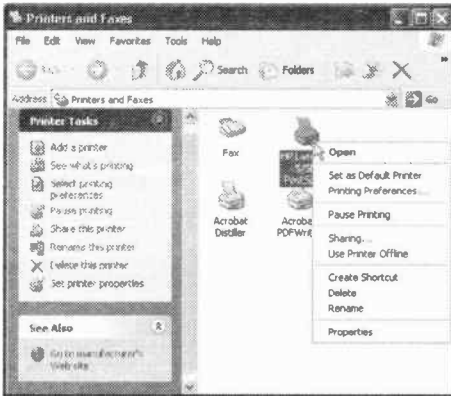 Printers and Faxes
File Edit View Favorites Tools Help
Search Folders
Address Printers and Faxes Go
Printer Tasks
Add a printer
See what's printing
Select printing
preferences
Pause printing
Share this printer
Rename this printer
Delete this printer
Set printer properties
See Also
Go to manufacturer's
Web site
Fax
Acrobat
Distiller
Acroba
PDFWrit
Open
Set as Default Printer
Printing Preferences...
Pause Printing
Sharing...
Use Printer Offline
Create Shortcut
Delete
Rename
Properties